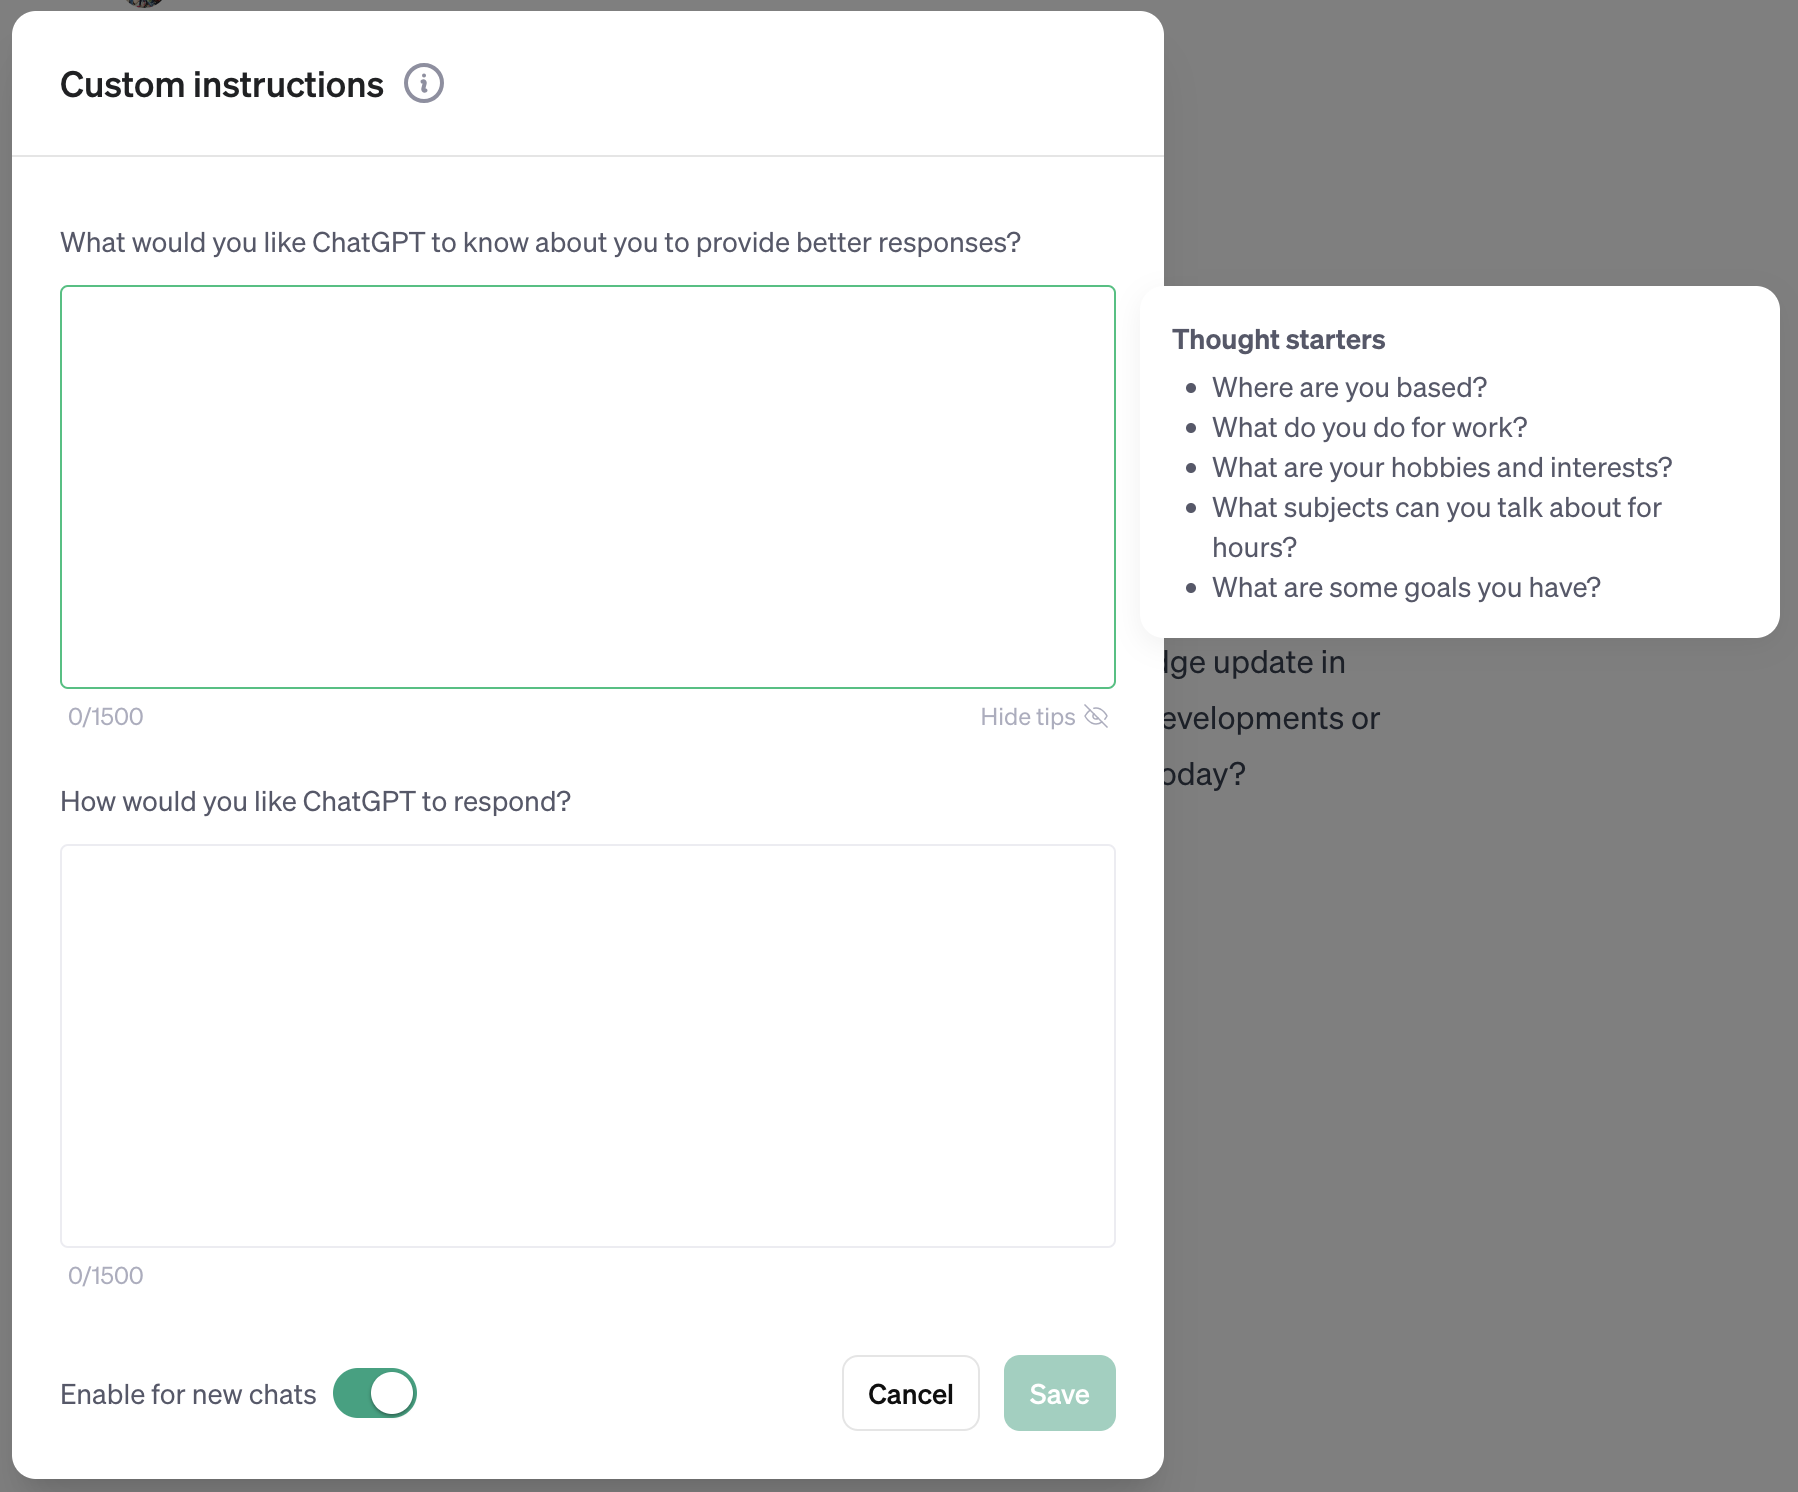 Custom instructions
What would you like ChatGPT to know about you to provide better responses?
Thought starters
Where are you based?
What do you do for work?
What are your hobbies and interests?
What subjects can you talk about for
hours?
What are some goals you have?
update in
or
0/1500
Hide tips
How would you like ChatGPT to respond?
0/1500
Enable for new chats
Cancel
Save